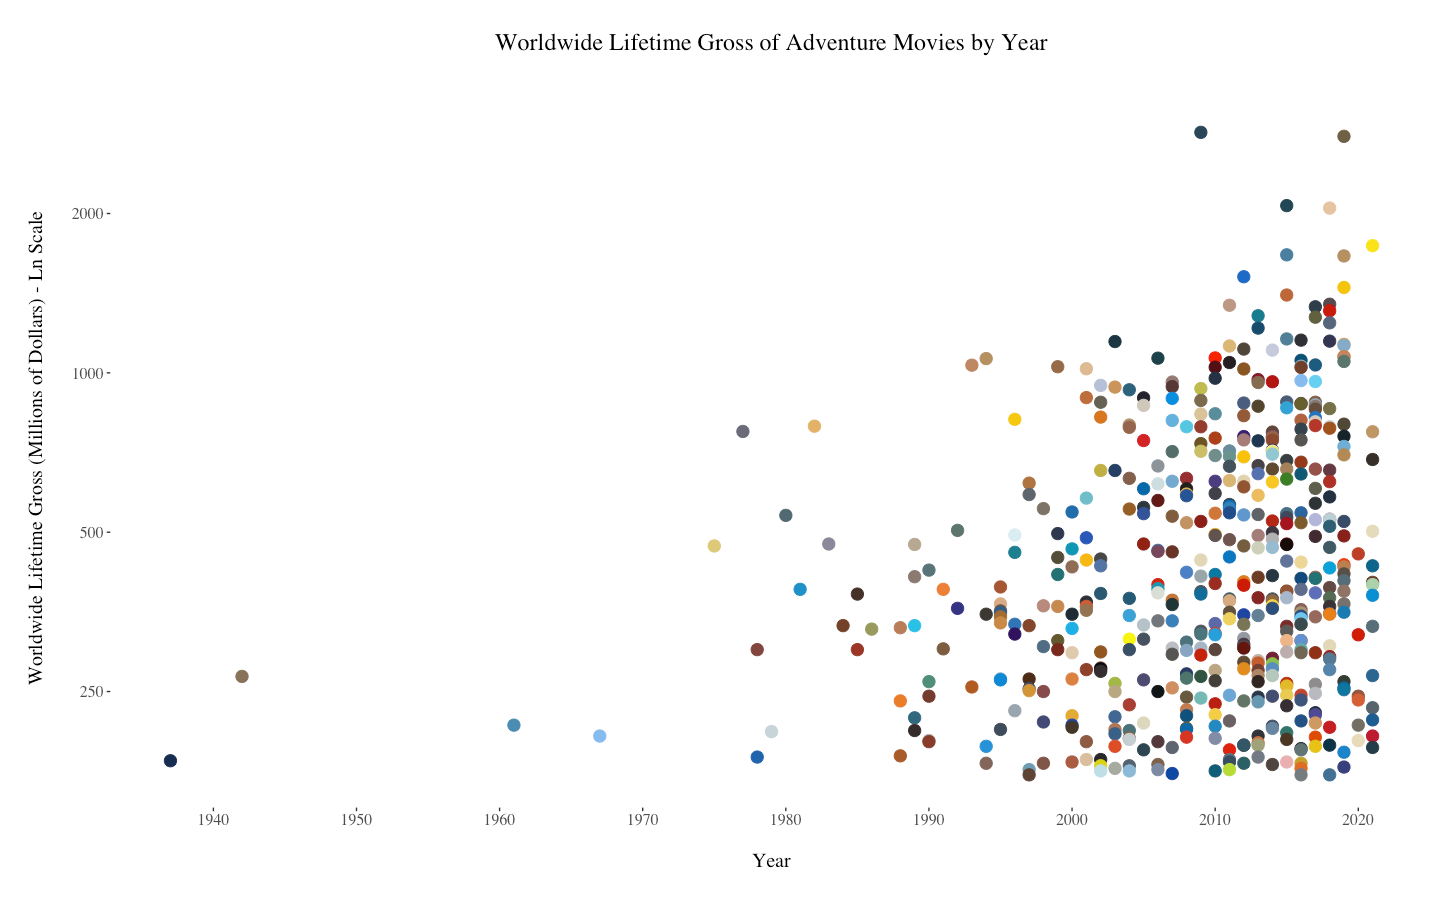 Worldwide Lifetime Gross of Adventure Movies by Year
Worldwide Lifetime Gross (Millions of Dollars) - Ln Scale
2000
1000
500
250
1940 1950 1960 1970 1980 1990 2000 2010 2020
Year